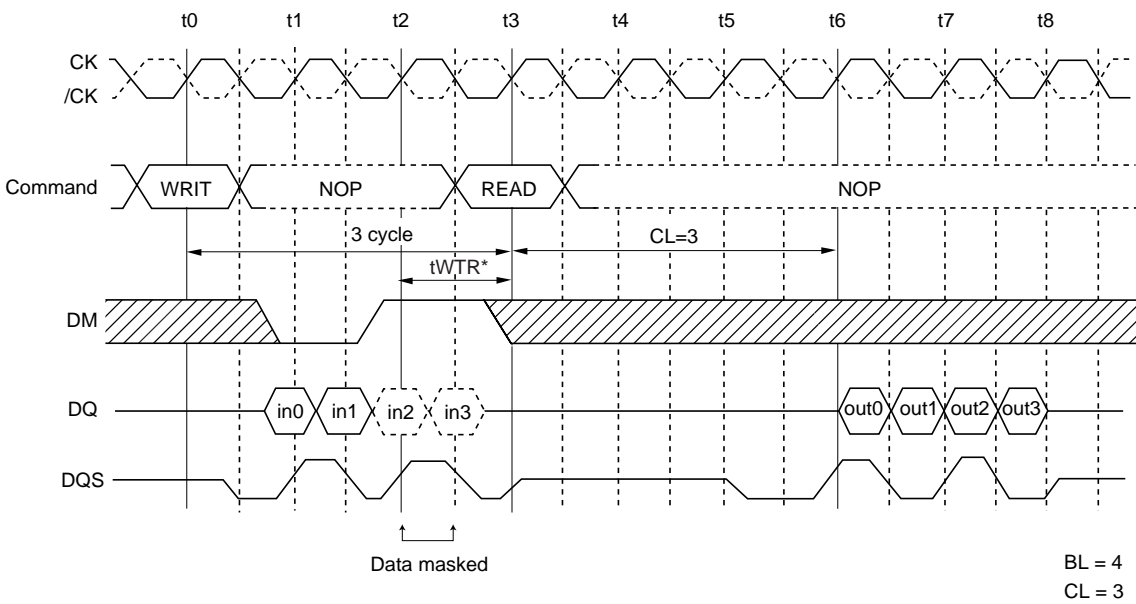 t0 t1 t2 t3 t4 t5 t6 t7 t8
CK
/CK
Command WRIT NOP READ NOP
3 cycle CL=3
tWTR*
DM
DQ in0 in1 in2 in3 out0 out1 out2 out3
DQS
Data masked
BL = 4
CL = 3